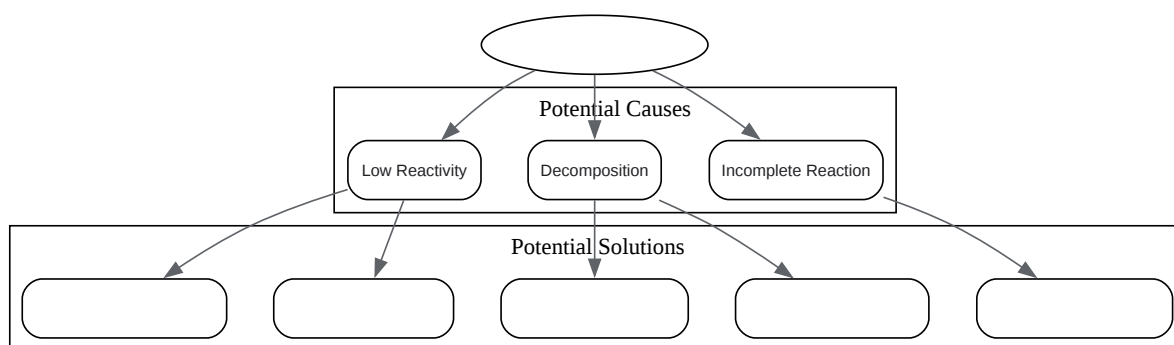 Potential Causes
Low Reactivity
Decomposition
Incomplete Reaction
Potential Solutions